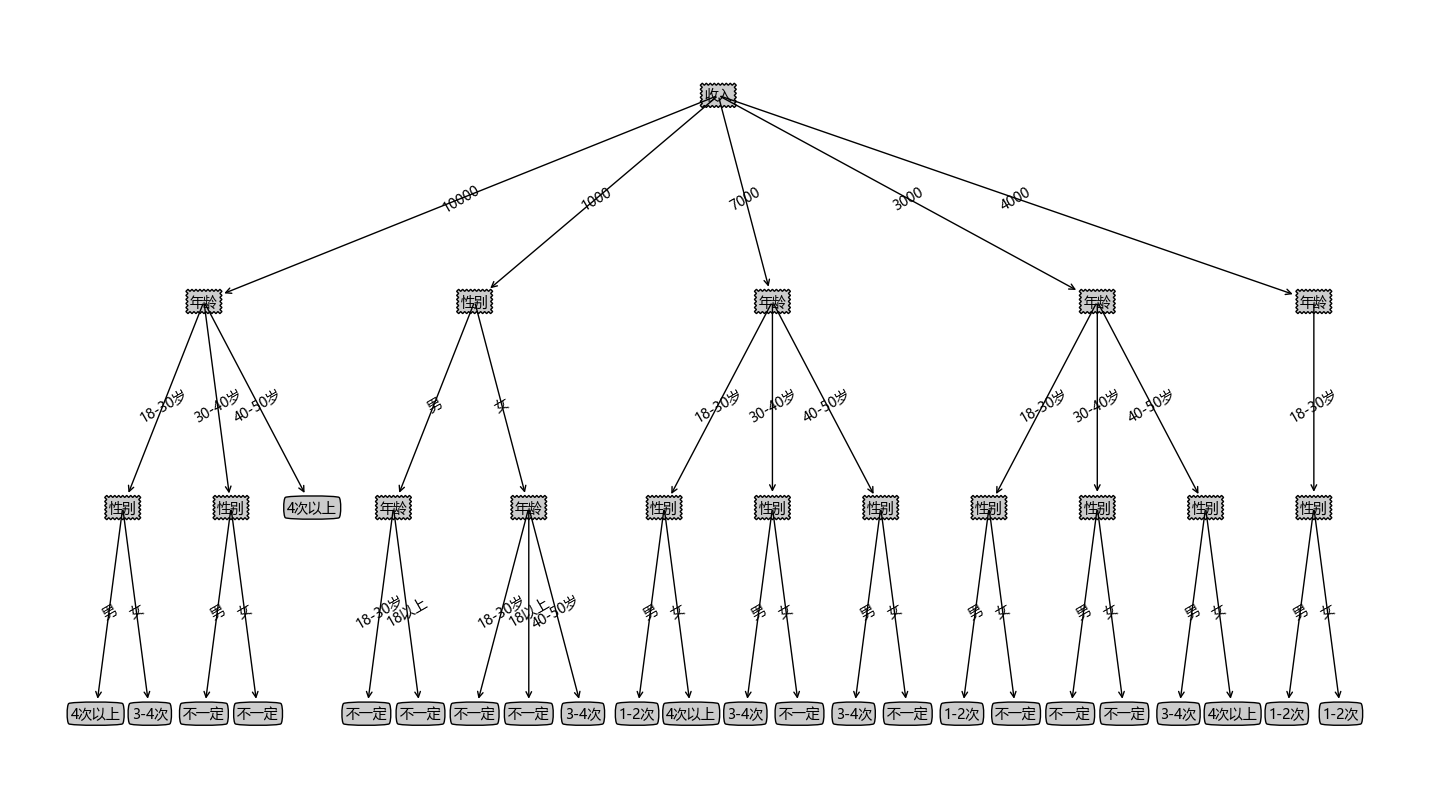 收入
10000
1000
7000
3000
4000
年龄
性别
年龄
年龄
年龄
18-30岁
30-40岁
40-50岁
男
女
18-30岁
30-40岁
40-50岁
18-30岁
30-40岁
40-50岁
18-30岁
性别
性别
4次以上
年龄
年龄
性别
性别
性别
性别
性别
性别
性别
男
女
男
女
18-30岁
18以上
18-30岁
18以上
40-50岁
男
女
男
女
男
女
男
女
男
女
男
女
男
女
4次以上
3-4次
不一定
不一定
不一定
不一定
不一定
不一定
3-4次
1-2次
4次以上
3-4次
不一定
3-4次
不一定
1-2次
不一定
不一定
不一定
3-4次
4次以上
1-2次
1-2次